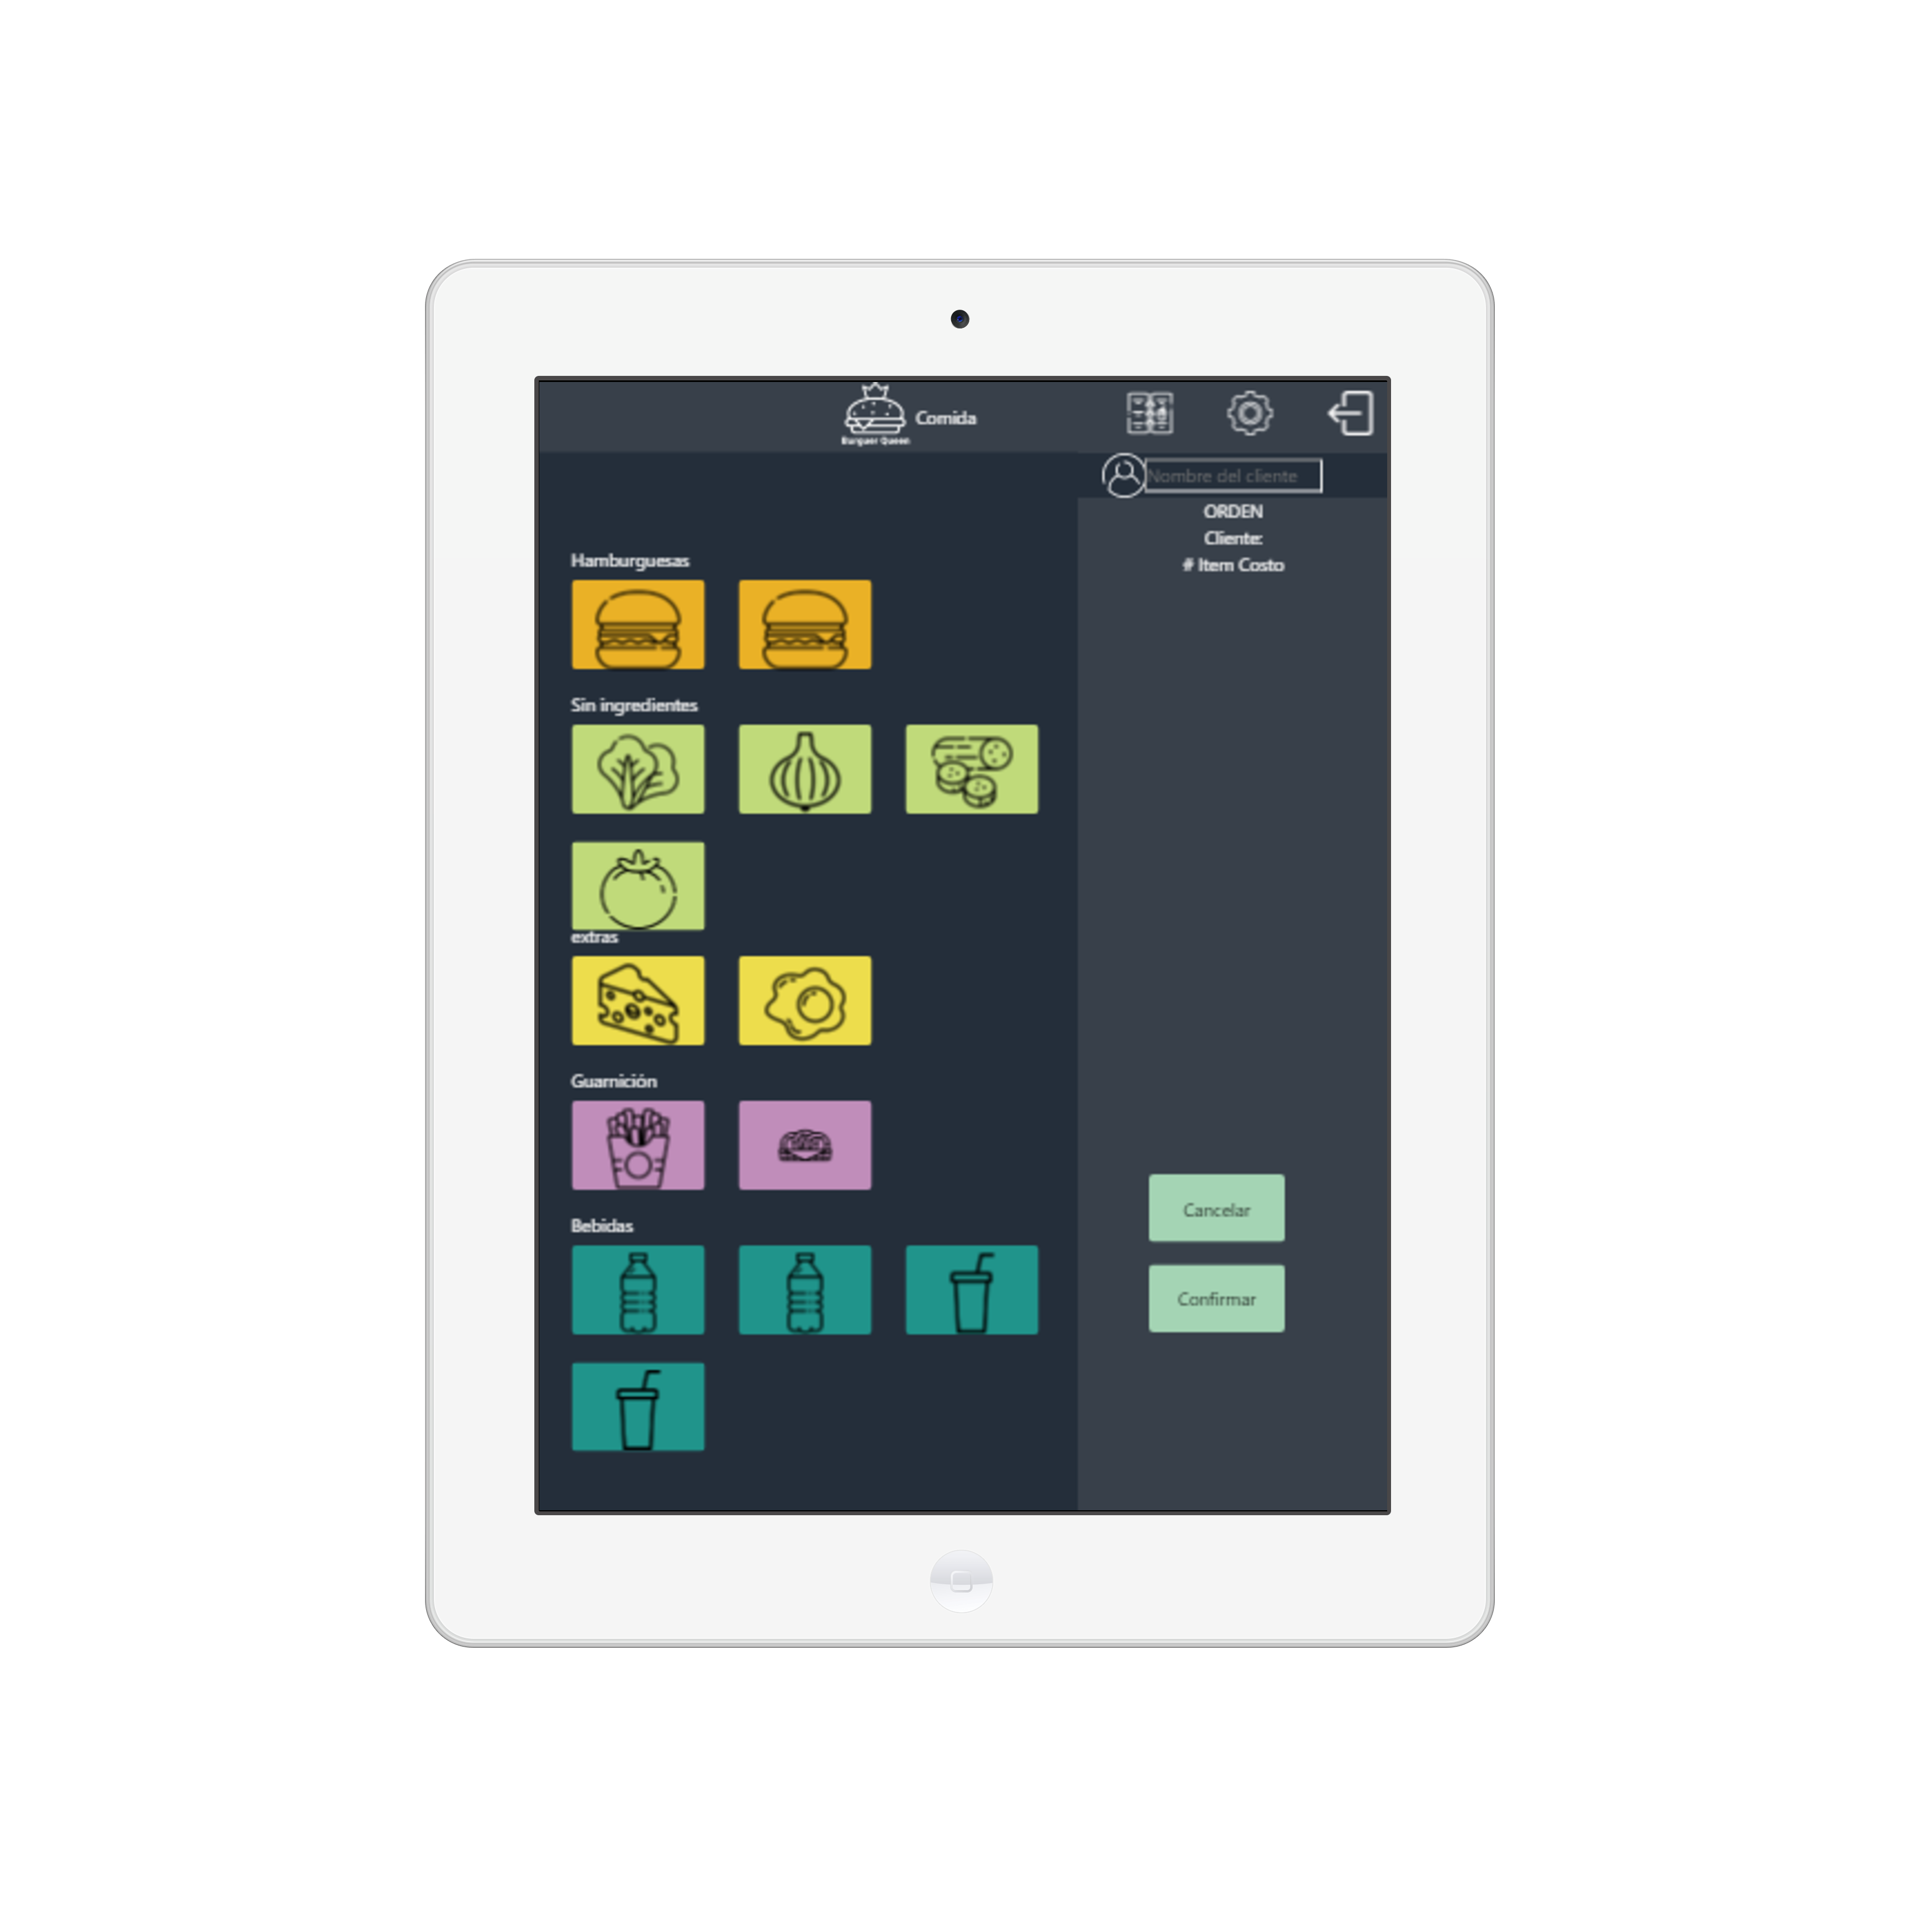 Burguer Queen
Comida
Nombre del cliente
ORDEN
Cliente:
# Item Costo
Hamburguesas
Sin ingredientes
extras
Guarnición
Bebidas
Cancelar
Confirmar